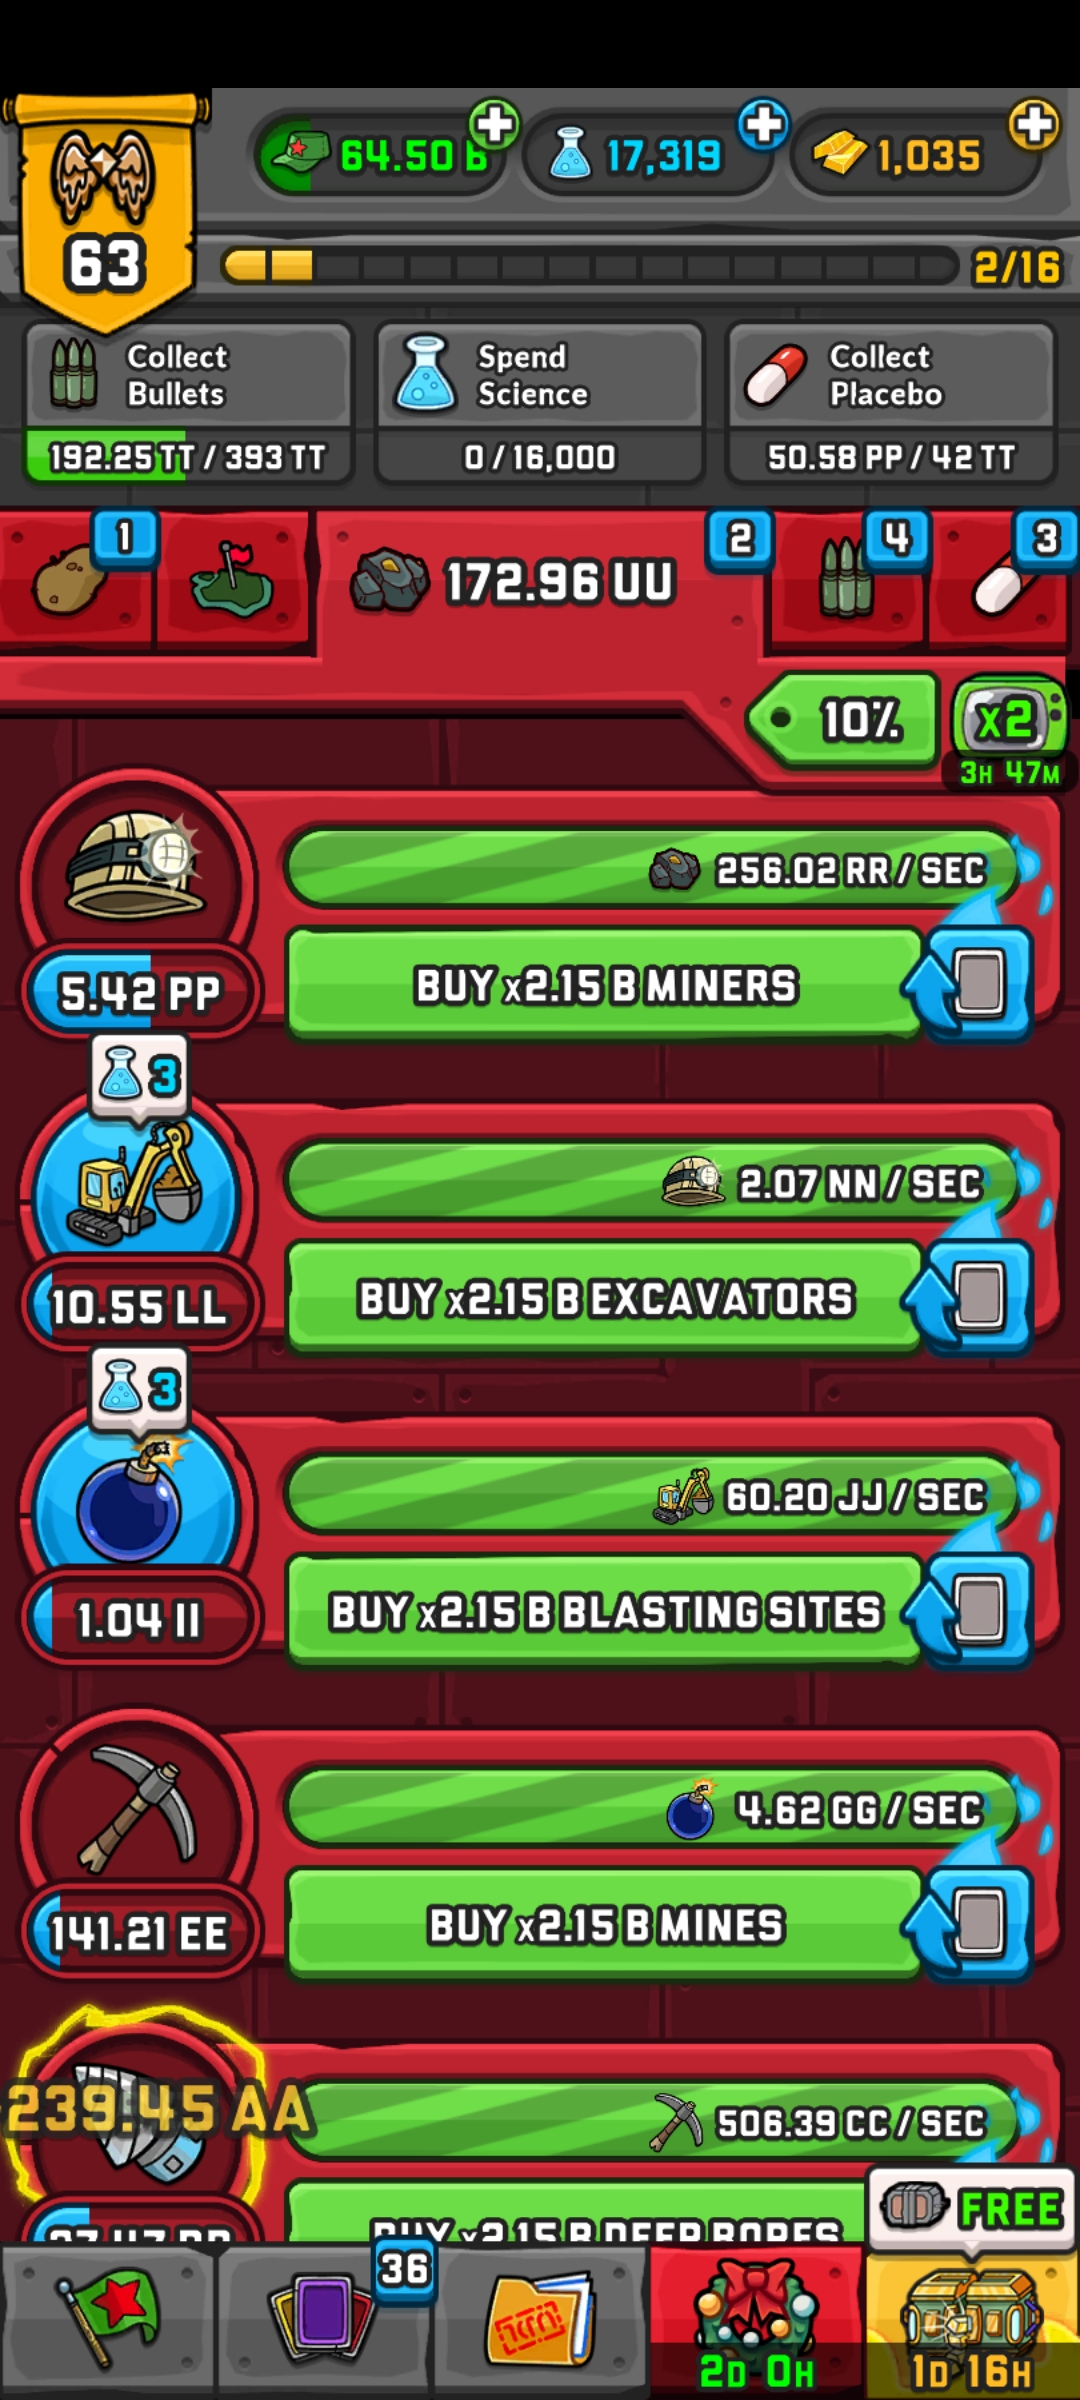 64.50 B
17,319
1,035
63
2/16
Collect
Bullets
192.25 TT / 393 TT
Spend
Science
0 / 16,000
Collect
Placebo
50.58 PP / 42 TT
1
172.96 UU
2
4
3
10%
x2
3H 47M
256.02 RR / SEC
5.42 PP
BUY x2.15 B MINERS
3
2.07 NN / SEC
10.55 LL
BUY x2.15 B EXCAVATORS
3
60.20 JJ / SEC
1.04 II
BUY x2.15 B BLASTING SITES
4.62 GG / SEC
141.21 EE
BUY x2.15 B MINES
239.45 AA
506.39 CC / SEC
BUY x2.15 B DEEP BORES
FREE
36
2D 0H
1D 16H